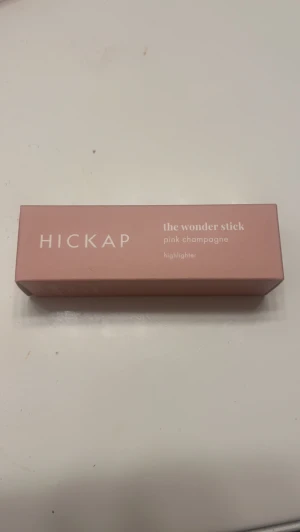 HICKAP
the wonder stick
pink champagne
highlighter